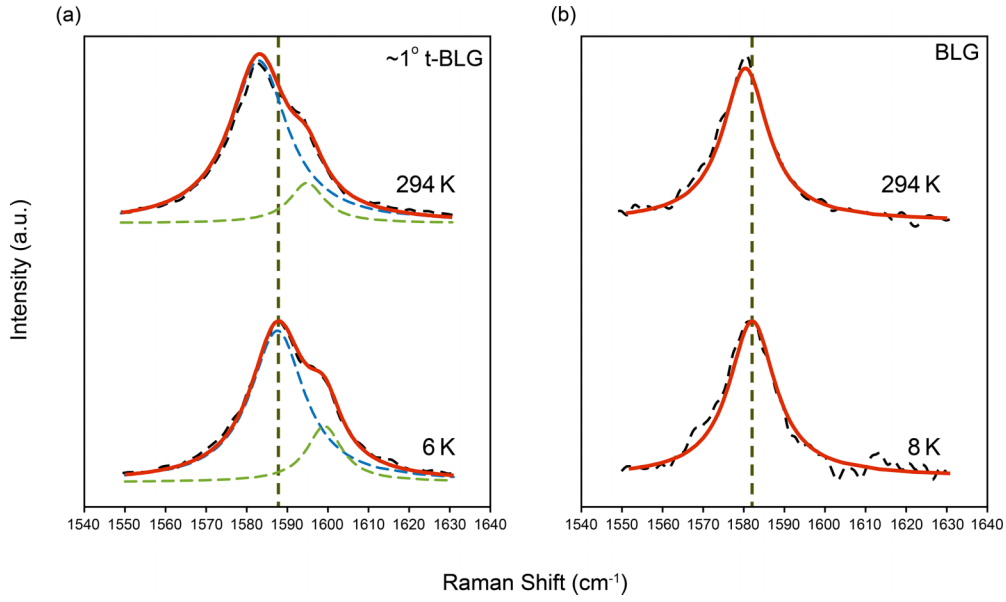 (a)
(b)
~1° t-BLG
BLG
294 K
294 K
6 K
8 K
Intensity (a.u.)
1540 1550 1560 1570 1580 1590 1600 1610 1620 1630 1640
1540 1550 1560 1570 1580 1590 1600 1610 1620 1630 1640
Raman Shift (cm⁻¹)